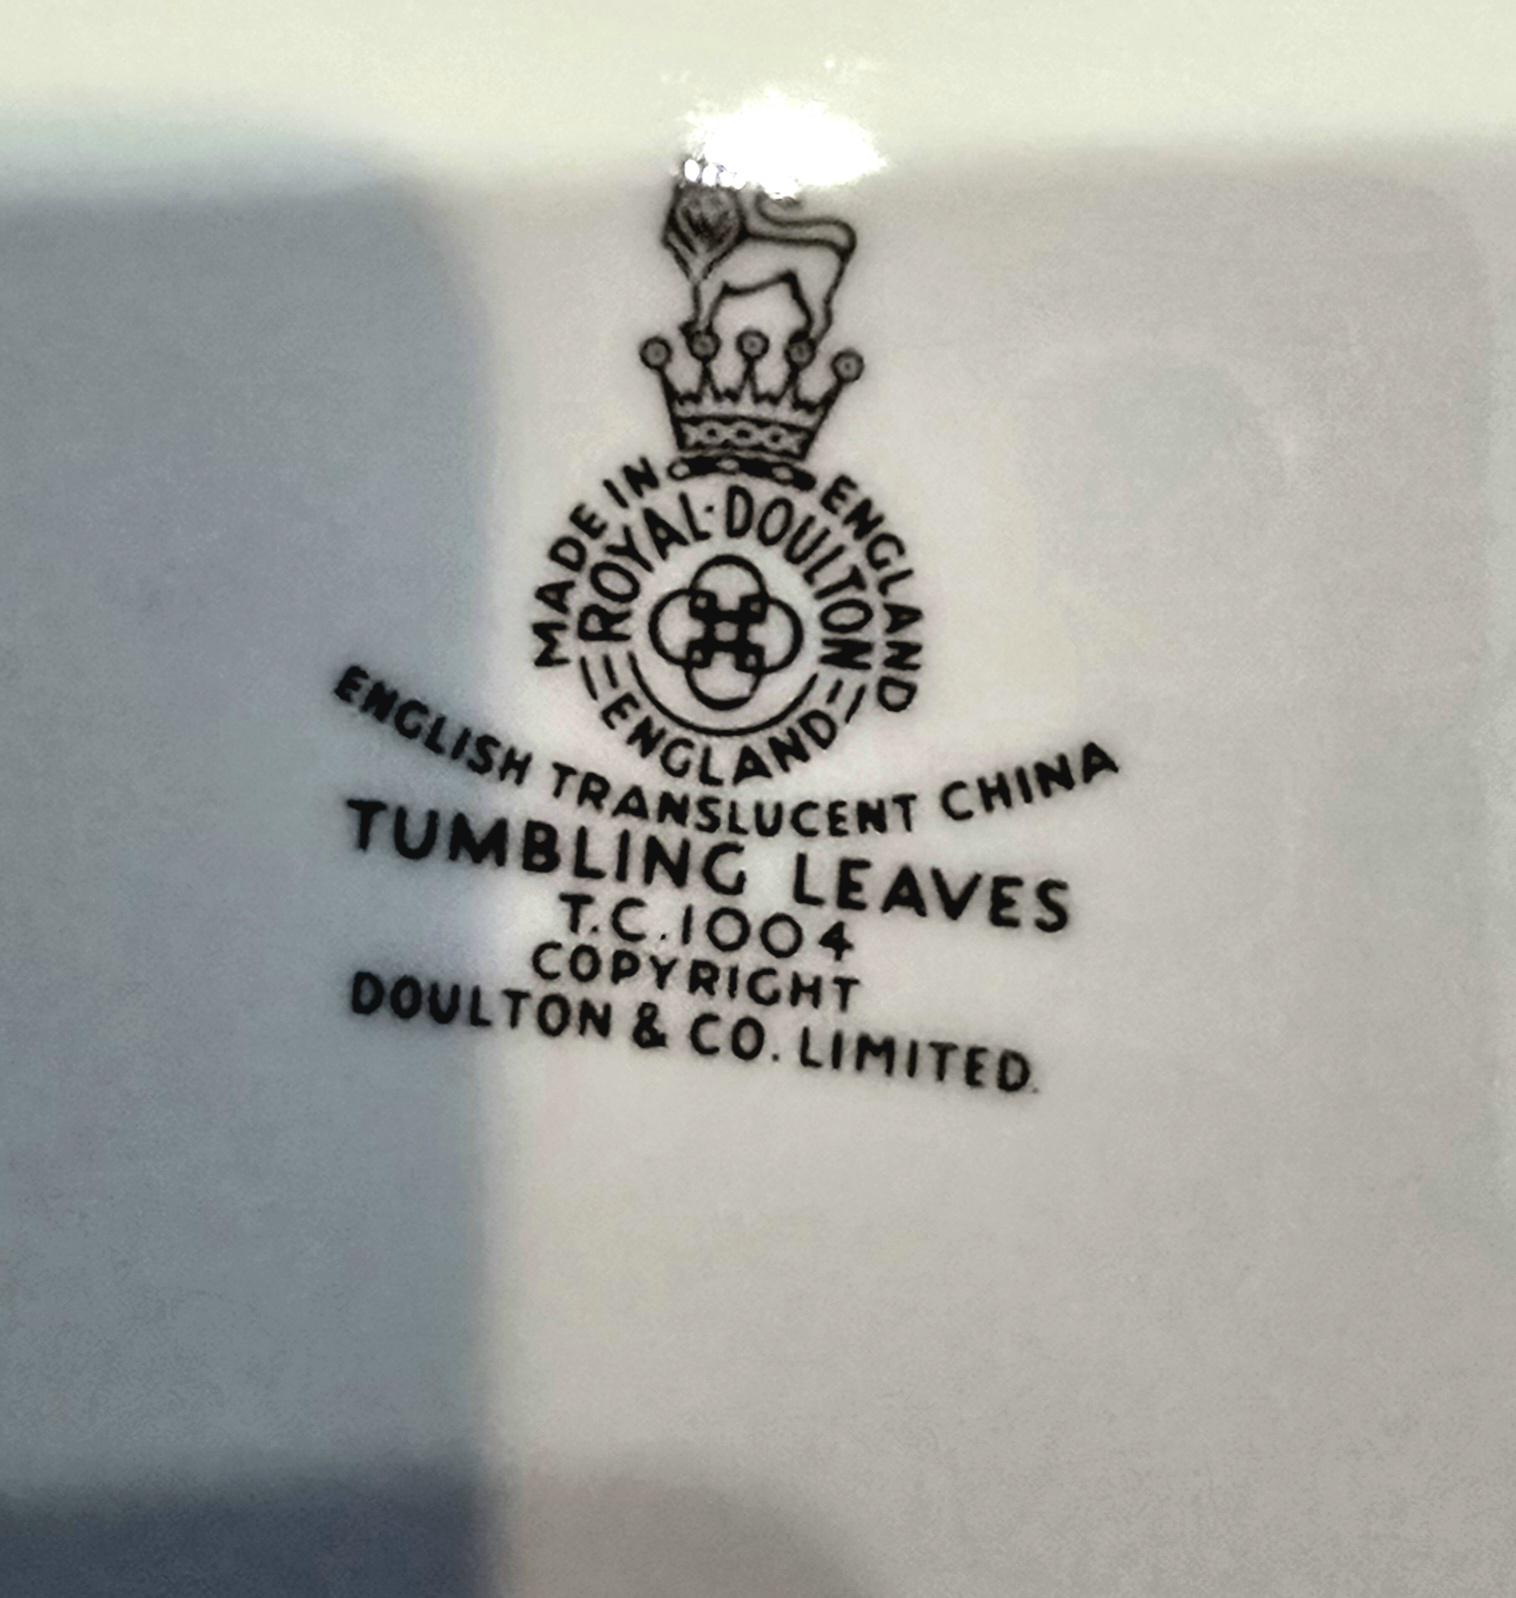 MADE IN ENGLAND
ROYAL·DOULTON
ENGLAND
ENGLISH TRANSLUCENT CHINA
TUMBLING LEAVES
T.C.1004
COPYRIGHT
DOULTON & CO. LIMITED.